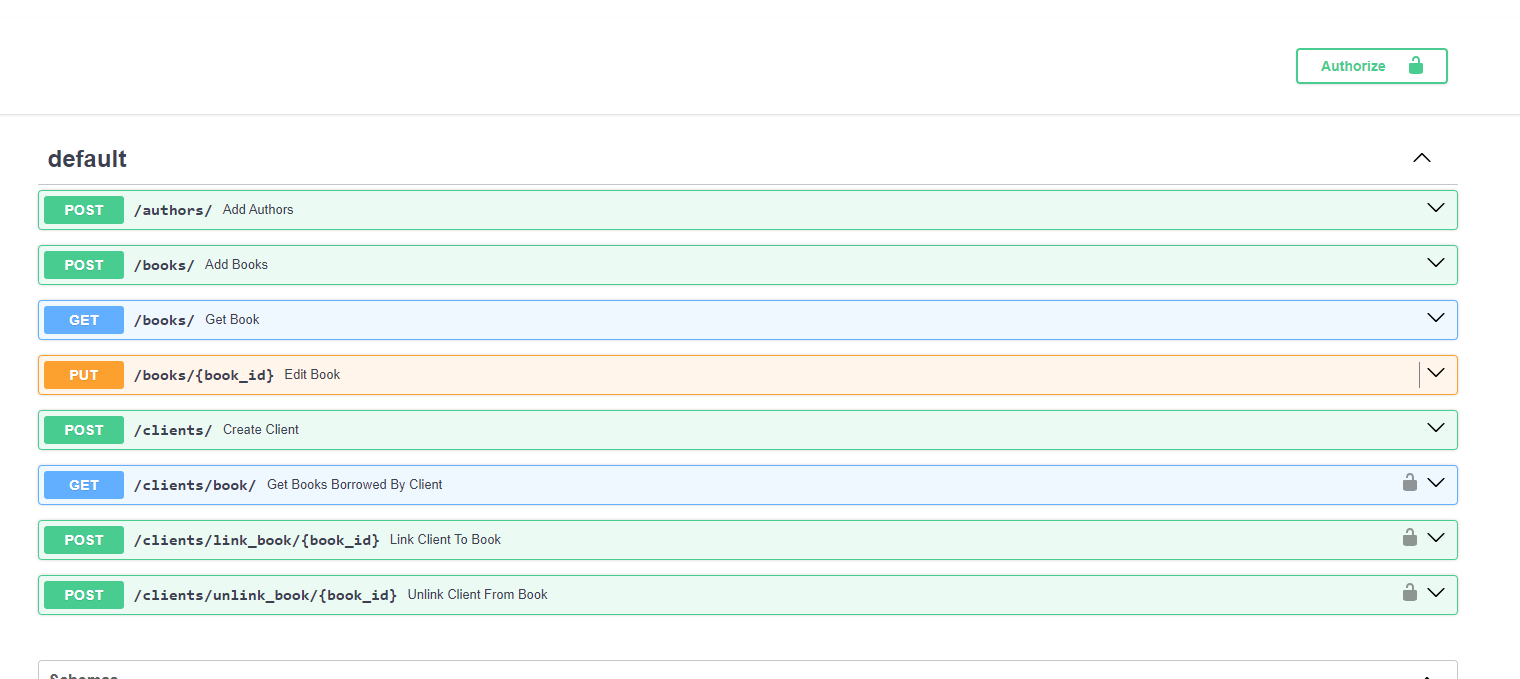 Authorize
default
POST /authors/ Add Authors
POST /books/ Add Books
GET /books/ Get Book
PUT /books/{book_id} Edit Book
POST /clients/ Create Client
GET /clients/book/ Get Books Borrowed By Client
POST /clients/link_book/{book_id} Link Client To Book
POST /clients/unlink_book/{book_id} Unlink Client From Book
Schemas